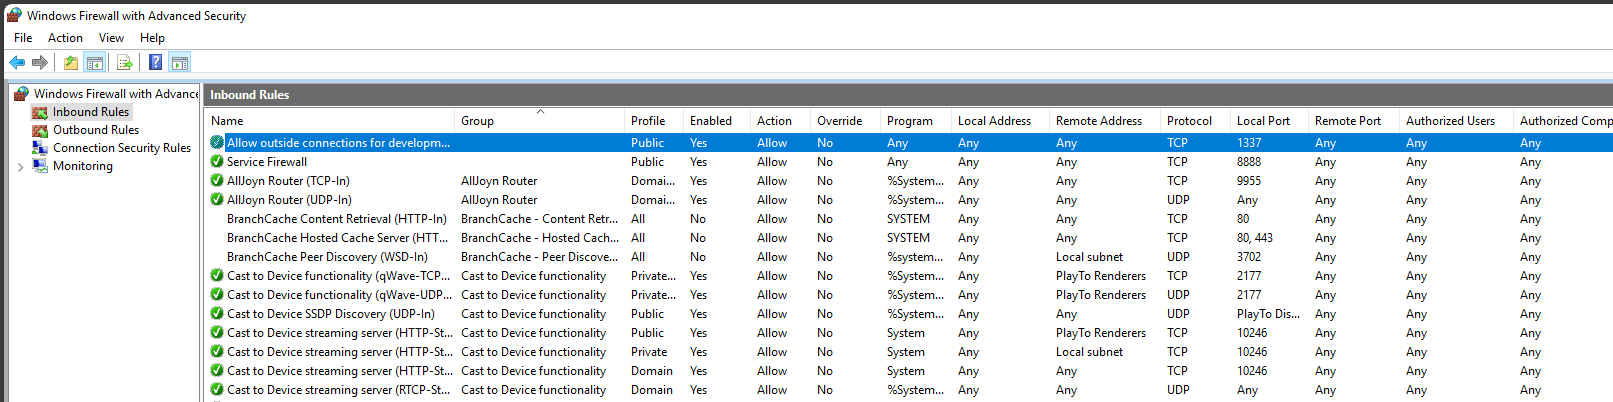 Windows Firewall with Advanced Security
File Action View Help
Windows Firewall with Advance
Inbound Rules
Outbound Rules
Connection Security Rules
Monitoring
Inbound Rules
Name Group Profile Enabled Action Override Program Local Address Remote Address Protocol Local Port Remote Port Authorized Users Authorized Comp
Allow outside connections for developm... Public Yes Allow No Any Any Any TCP 1337 Any Any Any
Service Firewall Public Yes Allow No Any Any Any TCP 8888 Any Any Any
AllJoyn Router (TCP-In) AllJoyn Router Domai... Yes Allow No %System... Any Any TCP 9955 Any Any Any
AllJoyn Router (UDP-In) AllJoyn Router Domai... Yes Allow No %System... Any Any UDP Any Any Any Any
BranchCache Content Retrieval (HTTP-In) BranchCache - Content Retr... All No Allow No SYSTEM Any Any TCP 80 Any Any Any
BranchCache Hosted Cache Server (HTT... BranchCache - Hosted Cach... All No Allow No SYSTEM Any Any TCP 80, 443 Any Any Any
BranchCache Peer Discovery (WSD-In) BranchCache - Peer Discove... All No Allow No %system... Any Local subnet UDP 3702 Any Any Any
Cast to Device functionality (qWave-TCP... Cast to Device functionality Private... Yes Allow No %System... Any PlayTo Renderers TCP 2177 Any Any Any
Cast to Device functionality (qWave-UDP... Cast to Device functionality Private... Yes Allow No %System... Any PlayTo Renderers UDP 2177 Any Any Any
Cast to Device SSDP Discovery (UDP-In) Cast to Device functionality Public Yes Allow No %System... Any Any UDP PlayTo Dis... Any Any Any
Cast to Device streaming server (HTTP-St... Cast to Device functionality Public Yes Allow No System Any PlayTo Renderers TCP 10246 Any Any Any
Cast to Device streaming server (HTTP-St... Cast to Device functionality Private Yes Allow No System Any Local subnet TCP 10246 Any Any Any
Cast to Device streaming server (HTTP-St... Cast to Device functionality Domain Yes Allow No System Any Any TCP 10246 Any Any Any
Cast to Device streaming server (RTCP-St... Cast to Device functionality Domain Yes Allow No %System... Any Any UDP Any Any Any Any